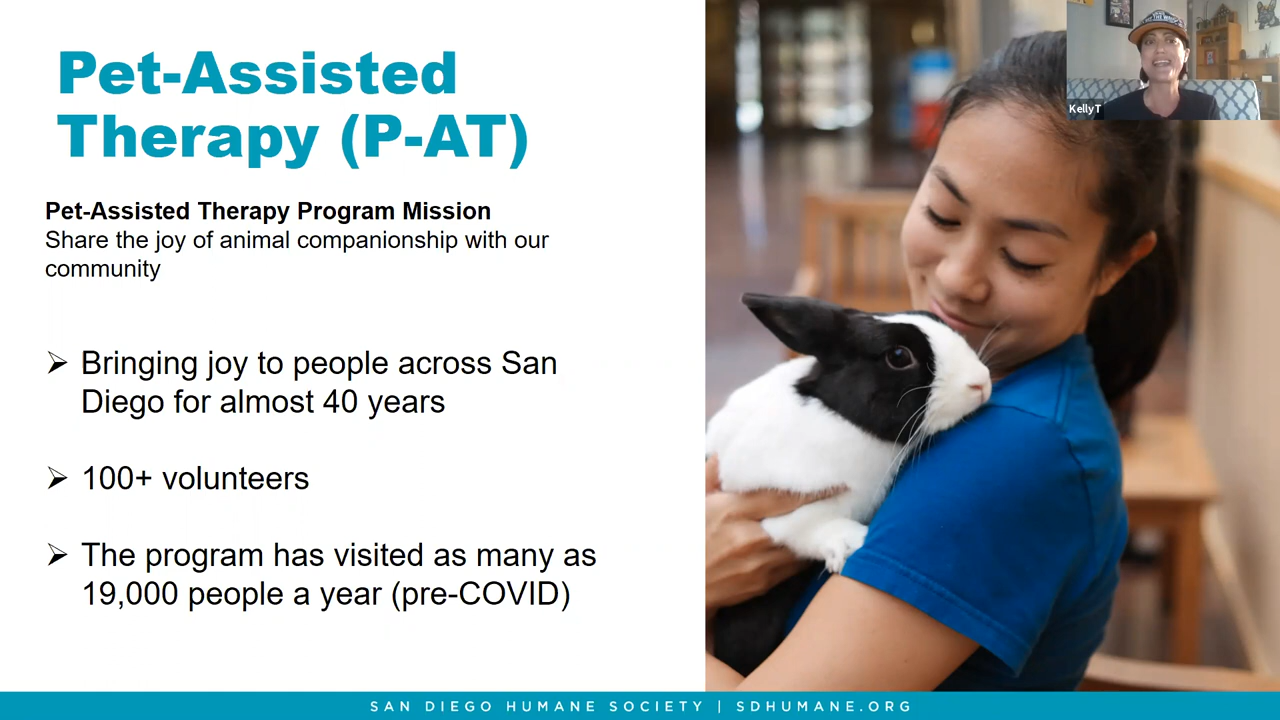 Pet-Assisted
Therapy (P-AT)
Pet-Assisted Therapy Program Mission
Share the joy of animal companionship with our
community
➢ Bringing joy to people across San
Diego for almost 40 years
➢ 100+ volunteers
➢ The program has visited as many as
19,000 people a year (pre-COVID)
KellyT
SAN DIEGO HUMANE SOCIETY | SDHUMANE.ORG